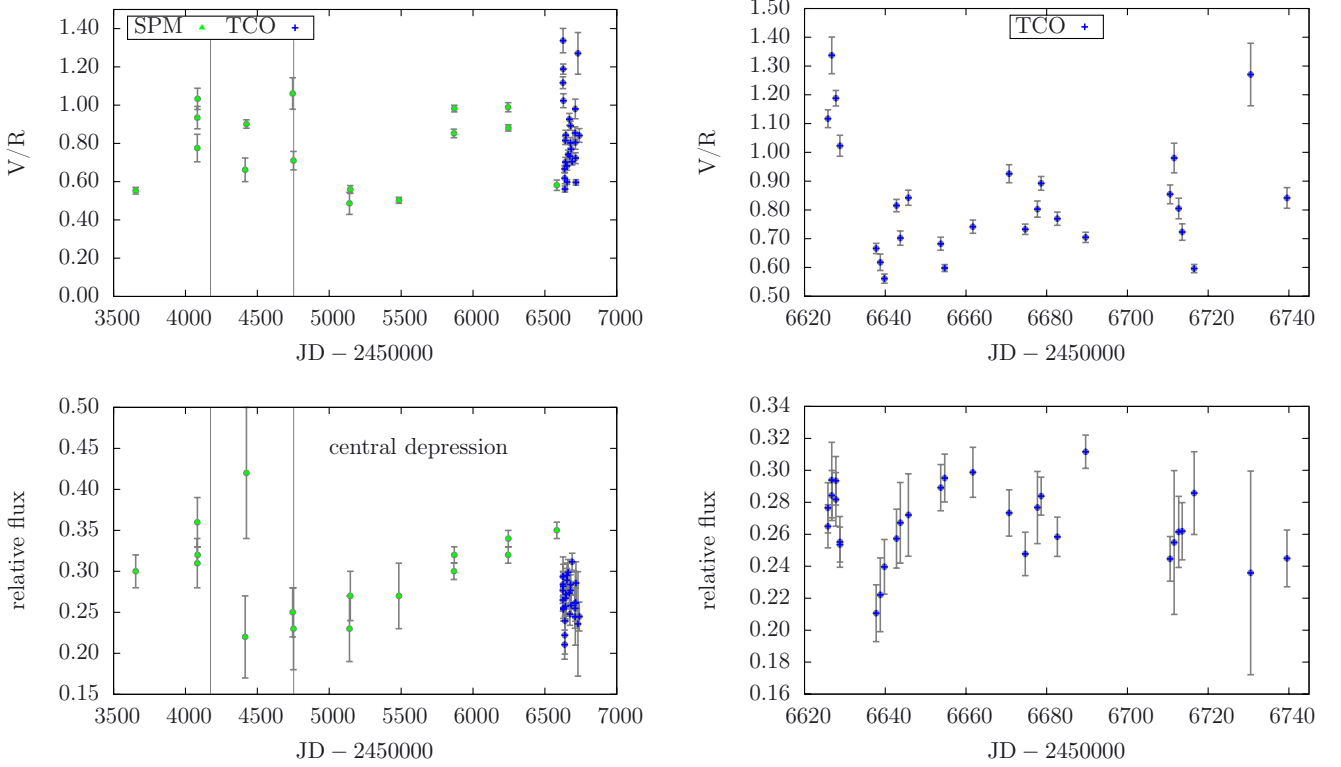 SPM TCO
V/R
1.40
1.20
1.00
0.80
0.60
0.40
0.20
0.00
3500 4000 4500 5000 5500 6000 6500 7000
JD − 2450000
TCO
V/R
1.50
1.40
1.30
1.20
1.10
1.00
0.90
0.80
0.70
0.60
0.50
6620 6640 6660 6680 6700 6720 6740
JD − 2450000
central depression
relative flux
0.50
0.45
0.40
0.35
0.30
0.25
0.20
0.15
3500 4000 4500 5000 5500 6000 6500 7000
JD − 2450000
relative flux
0.34
0.32
0.30
0.28
0.26
0.24
0.22
0.20
0.18
0.16
6620 6640 6660 6680 6700 6720 6740
JD − 2450000